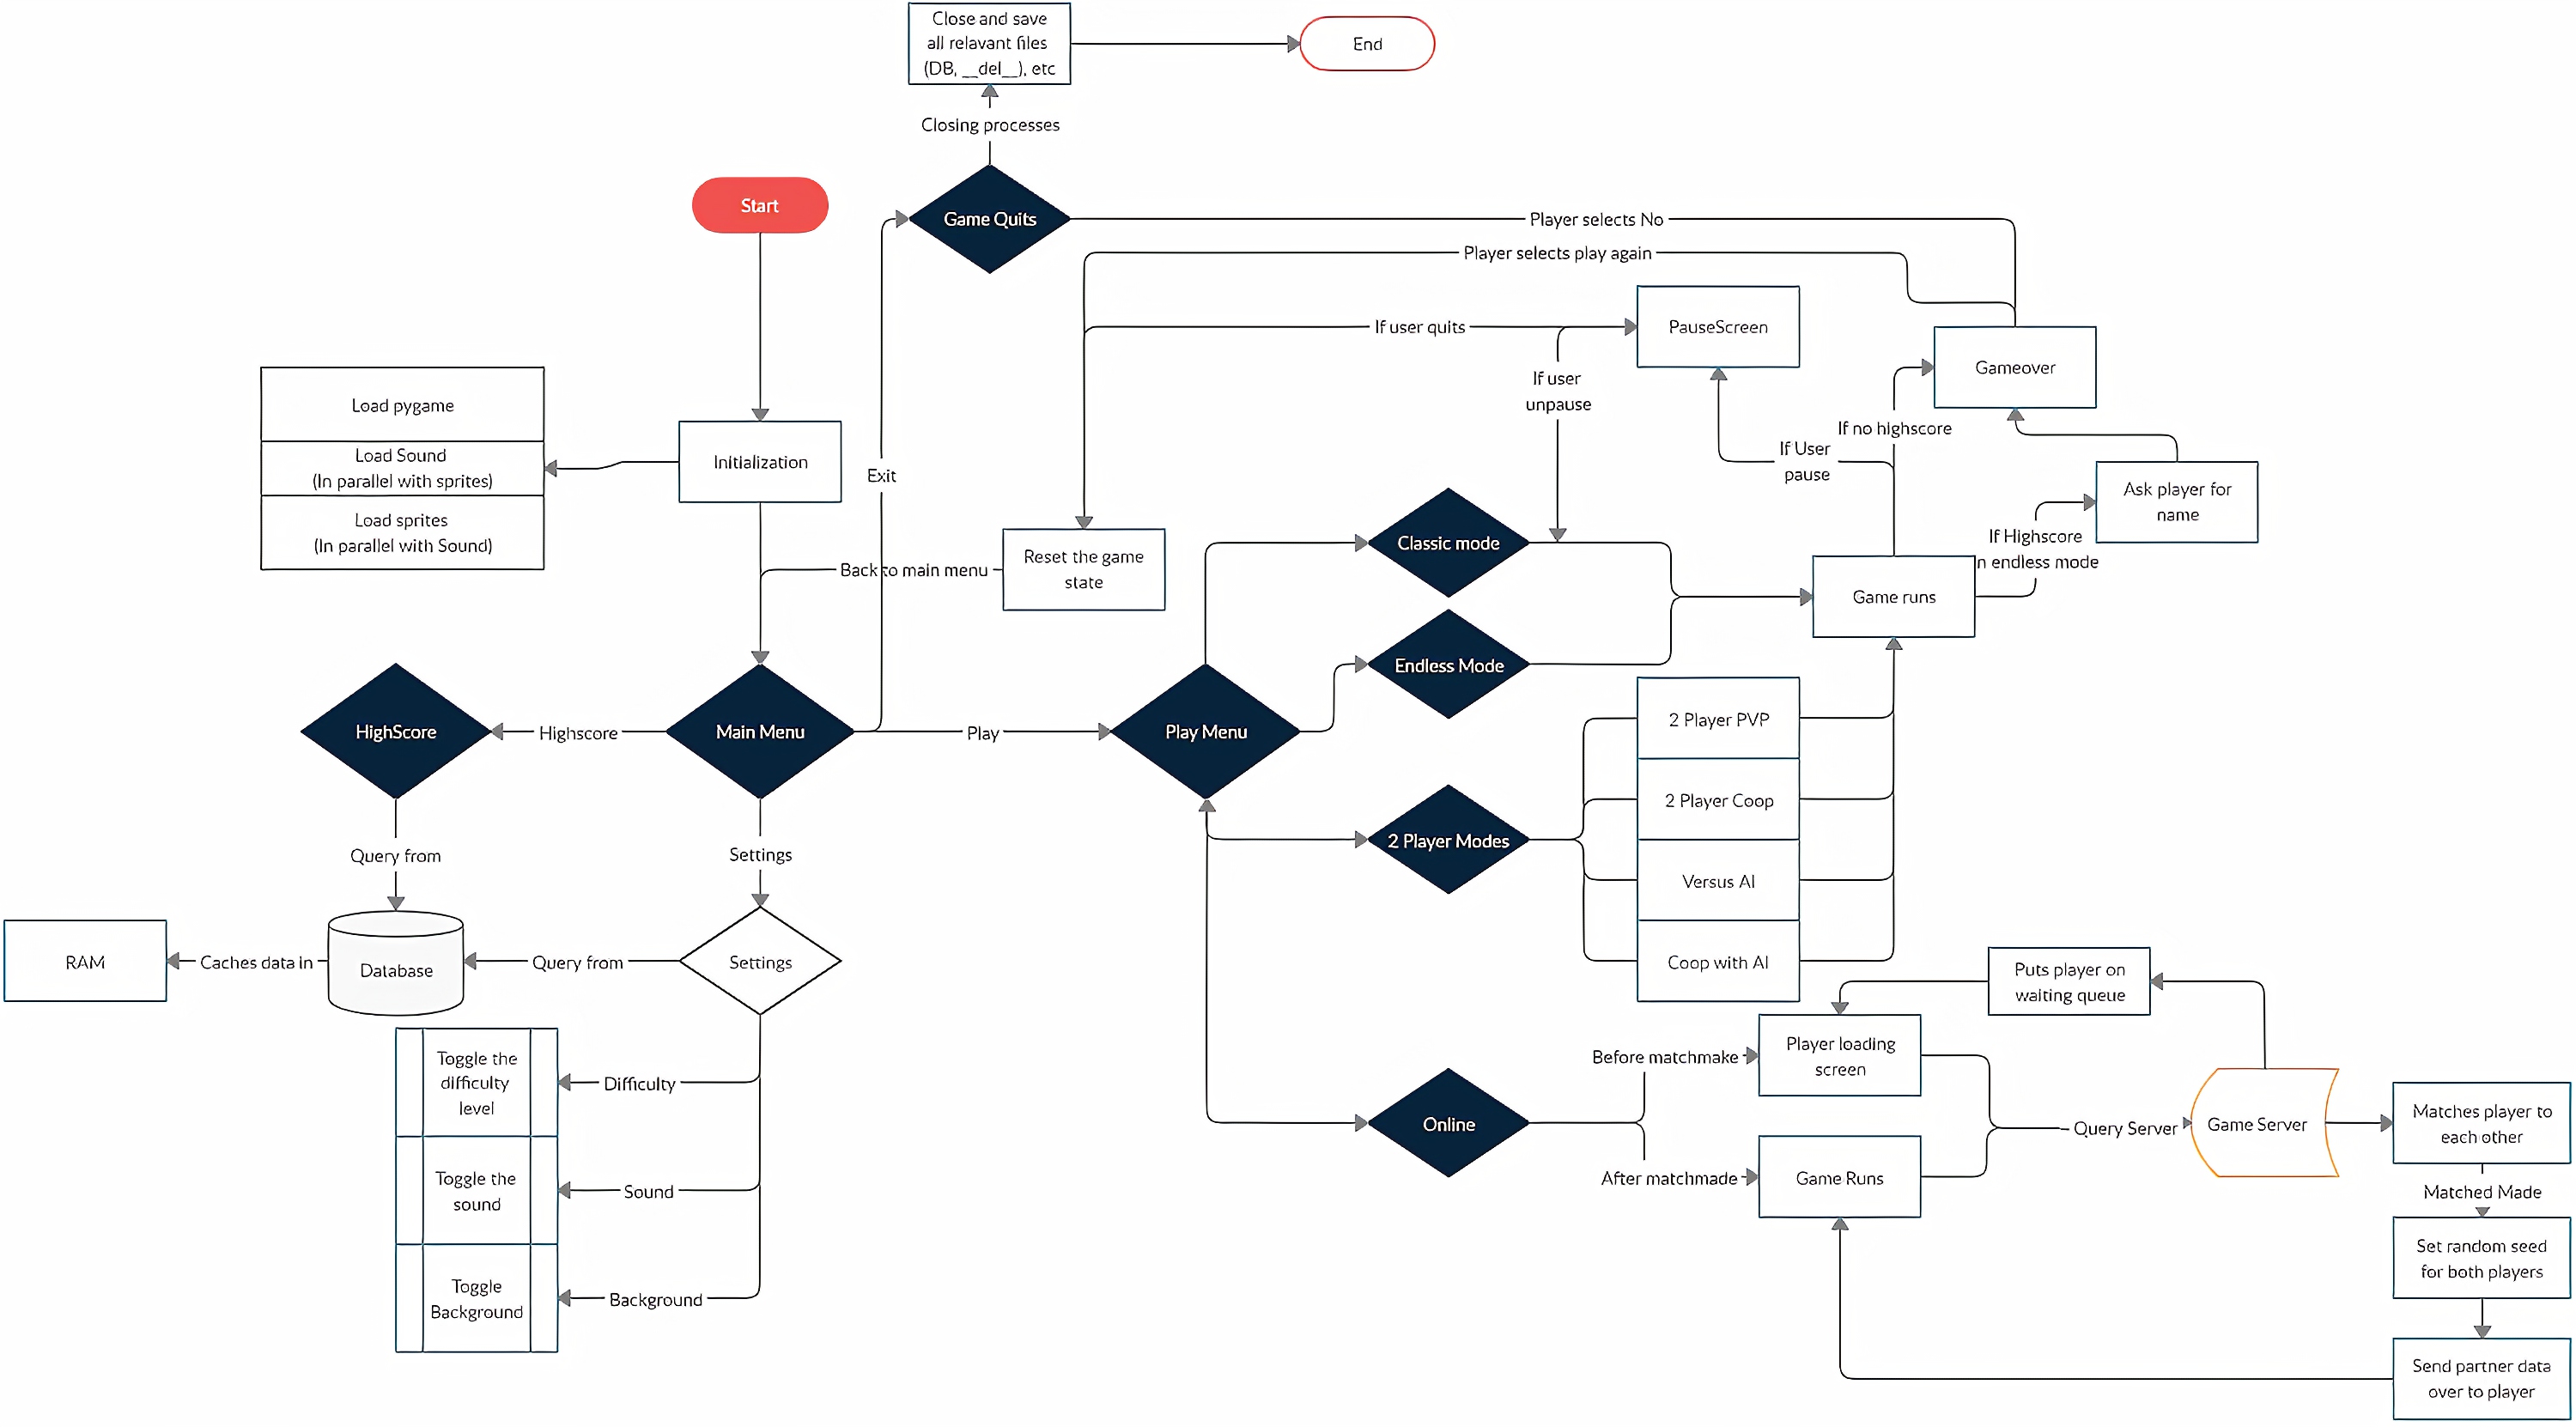 Close and save
all relavant files
(DB, __del__), etc
End
Closing processes
Start
Game Quits
Player selects No
Player selects play again
If user quits
PauseScreen
Gameover
If user
unpause
Load pygame
Load Sound
(In parallel with sprites)
Load sprites
(In parallel with Sound)
Initialization
Exit
If no highscore
If User
pause
Ask player for
name
If Highscore
n endless mode
Classic mode
Reset the game
state
Back to main menu
Game runs
Endless Mode
HighScore
Highscore
Main Menu
Play
Play Menu
2 Player PVP
2 Player Coop
2 Player Modes
Versus AI
Coop with AI
Query from
Settings
RAM
Caches data in
Database
Query from
Settings
Puts player on
waiting queue
Before matchmake
Player loading
screen
Toggle the
difficulty
level
Difficulty
Online
Query Server
Game Server
Matches player to
each other
After matchmade
Game Runs
Matched Made
Toggle the
sound
Sound
Set random seed
for both players
Toggle
Background
Background
Send partner data
over to player